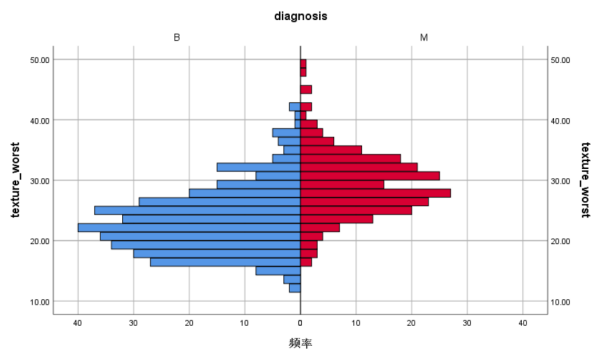 diagnosis
B M
50.00 50.00
40.00 40.00
30.00 30.00
20.00 20.00
10.00 10.00
texture_worst texture_worst
40 30 20 10 0 10 20 30 40
頻率